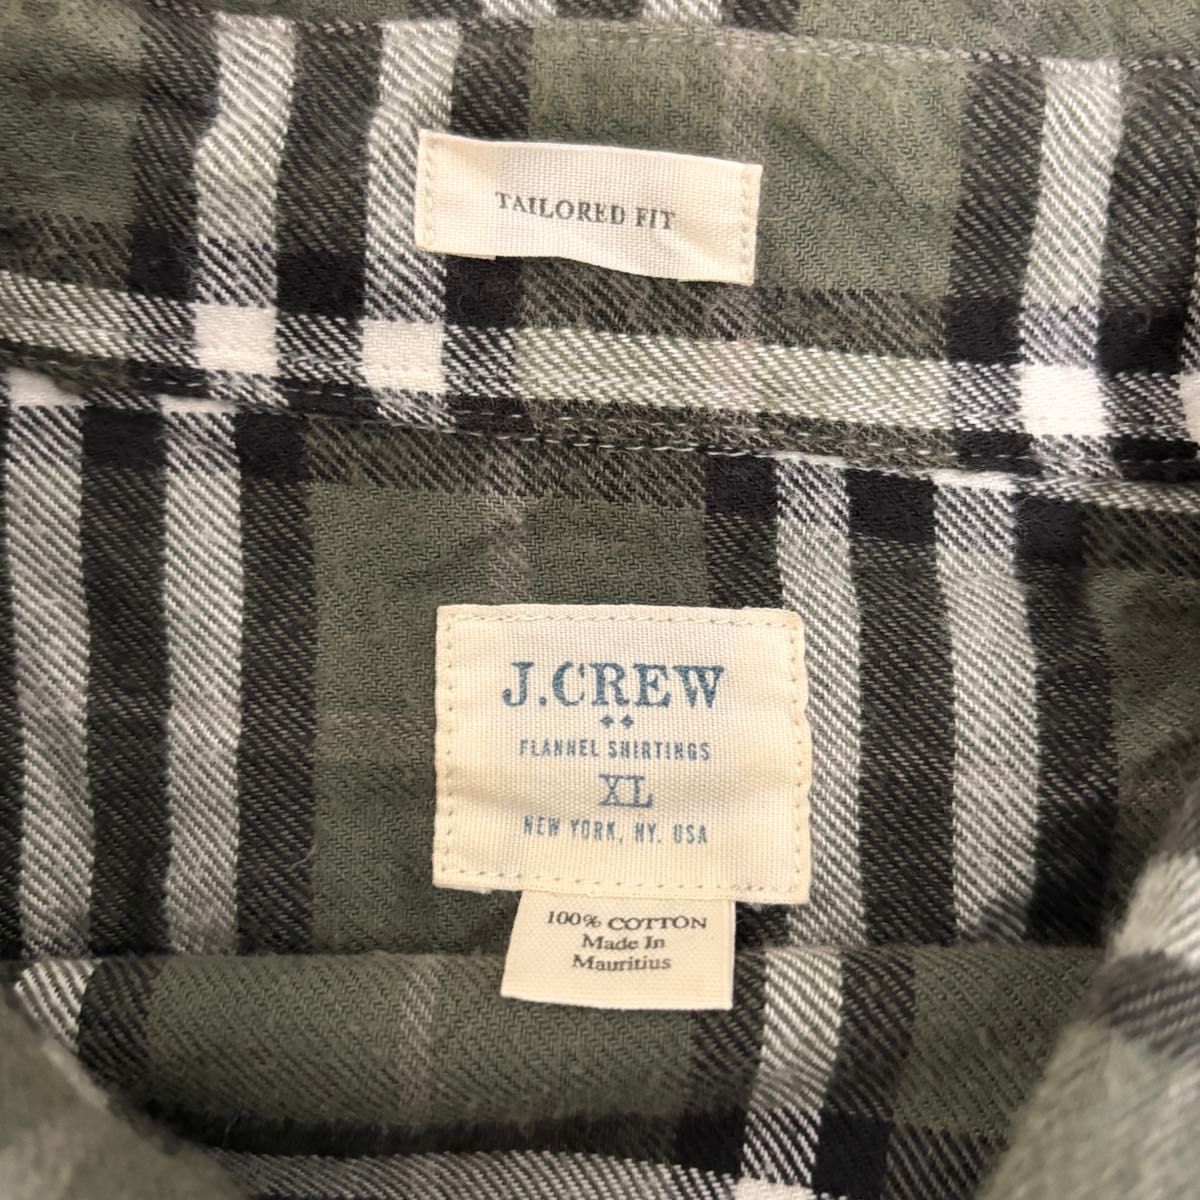 TAILORED FIT
J.CREW
FLANNEL SHIRTINGS
XL
NEW YORK, NY. USA
100% COTTON
Made In
Mauritius